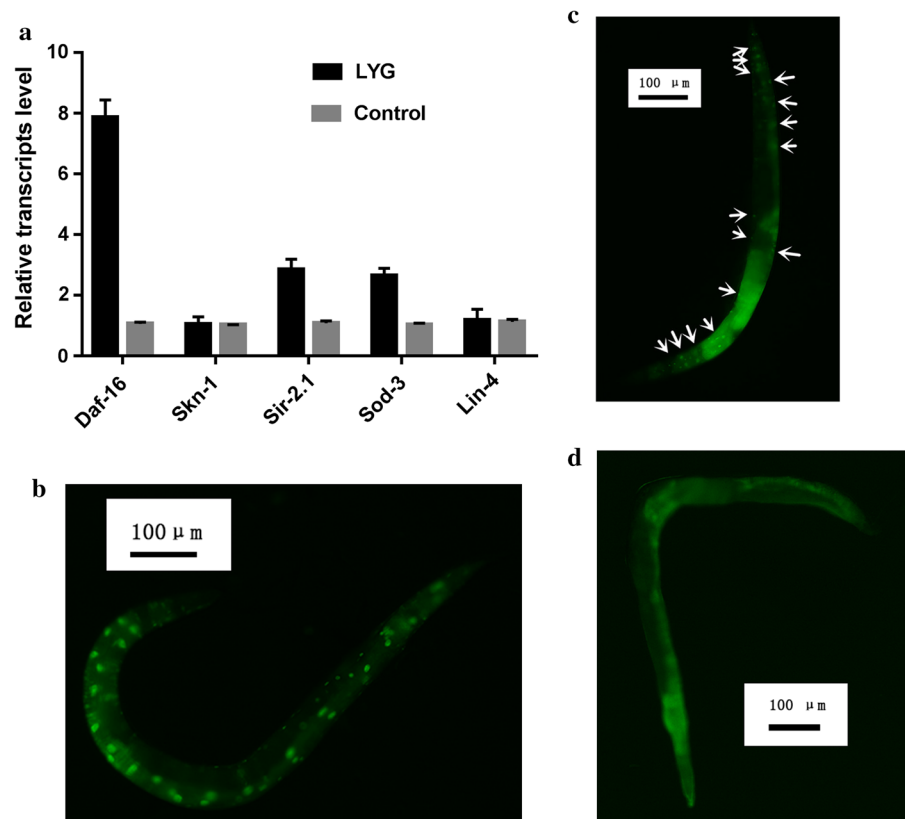 a
Relative transcripts level
10
8
6
4
2
0
LYG
Control
Daf-16
Skn-1
Sir-2.1
Sod-3
Lin-4
b
100 μm
c
100 μm
d
100 μm